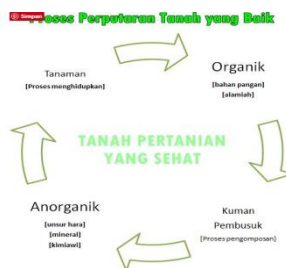 Simpan
Proses Perputaran Tanah yang Baik
Tanaman
[Proses menghidupkan]
Organik
[bahan pangan]
[alamiah]
TANAH PERTANIAN
YANG SEHAT
Anorganik
[unsur hara]
[mineral]
[kimiawi]
Kuman
Pembusuk
[Proses pengomposan]